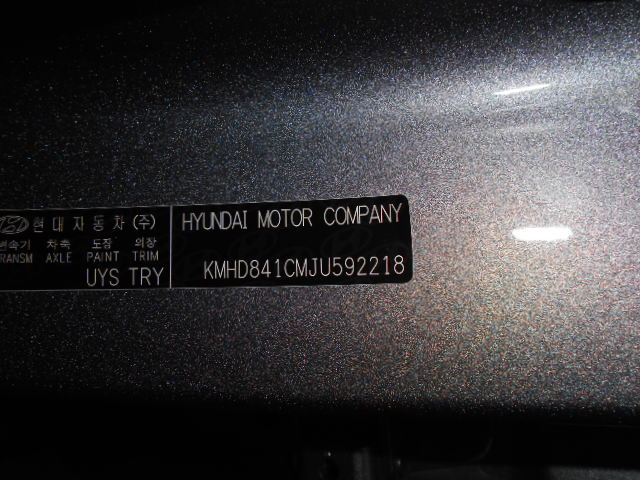 현대자동차(주)
변속기 차축 도장 의장
TRANSM AXLE PAINT TRIM
UYS TRY
HYUNDAI MOTOR COMPANY
KMHD841CMJU592218